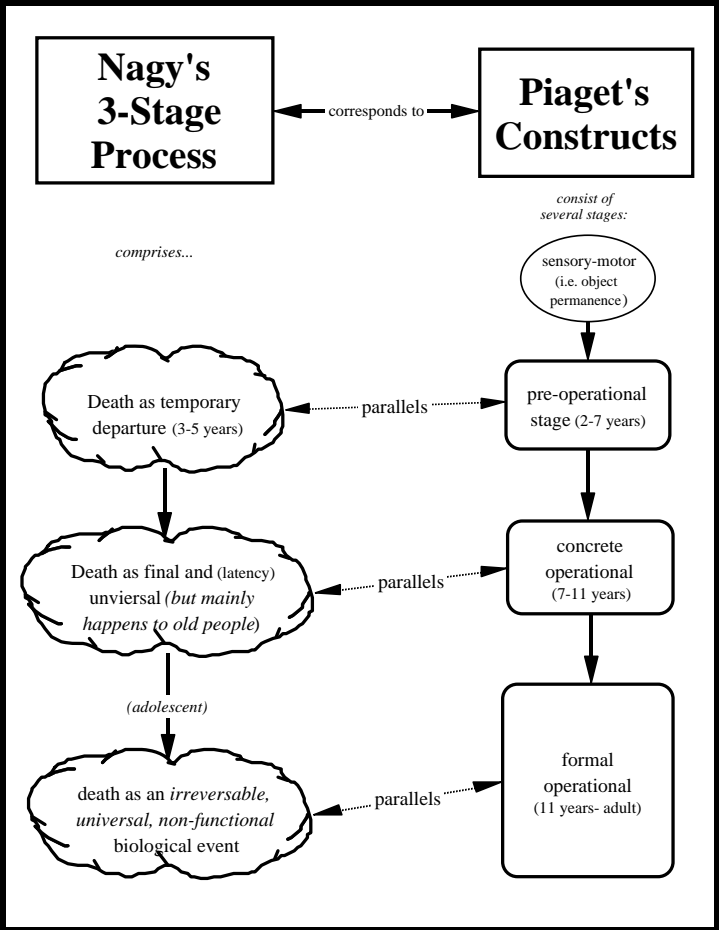 Nagy's
3-Stage
Process
corresponds to
Piaget's
Constructs
consist of
several stages:
comprises...
sensory-motor
(i.e. object
permanence)
Death as temporary
departure (3-5 years)
parallels
pre-operational
stage (2-7 years)
Death as final and (latency)
unviersal (but mainly
happens to old people)
parallels
concrete
operational
(7-11 years)
(adolescent)
death as an irreversable,
universal, non-functional
biological event
parallels
formal
operational
(11 years- adult)